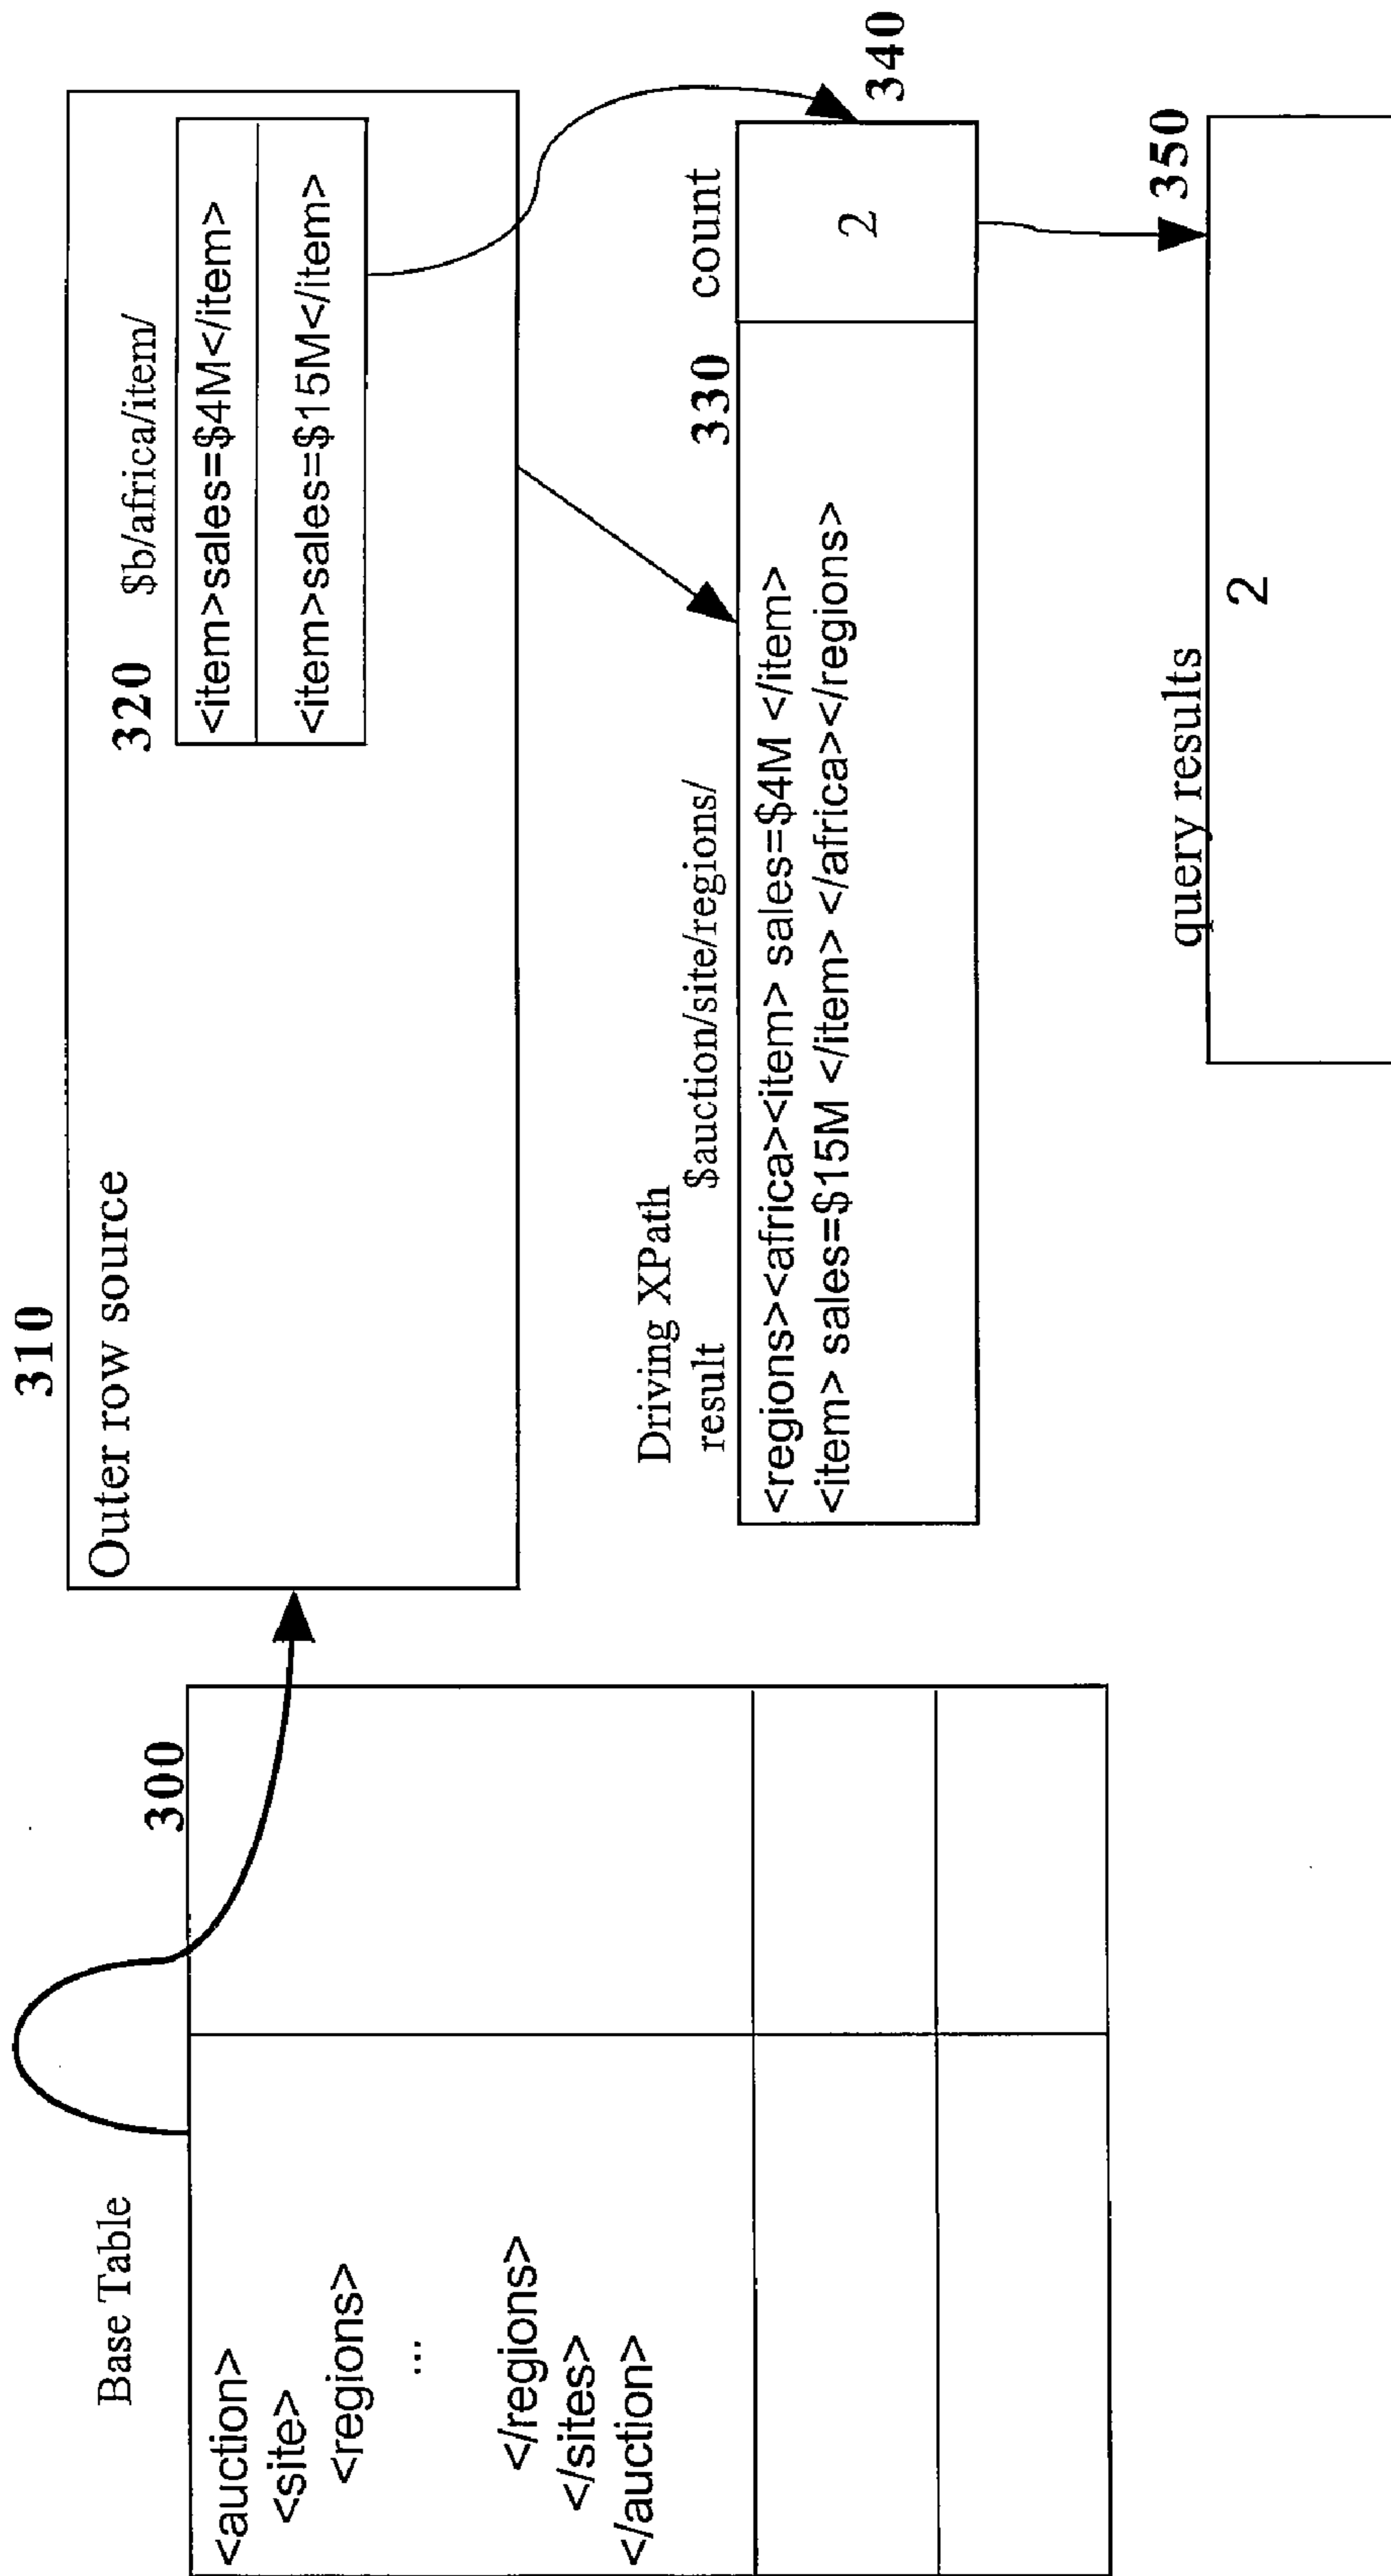 Base Table
300
<auction>
<site>
<regions>
...
</regions>
</sites>
</auction>
310
Outer row source
320
$b/africa/item/
<item>sales=$4M</item>
<item>sales=$15M</item>
Driving XPath
result
$auction/site/regions/
330
count
340
<regions><africa><item> sales=$4M </item>
<item> sales=$15M </item> </africa></regions>
2
query results
350
2